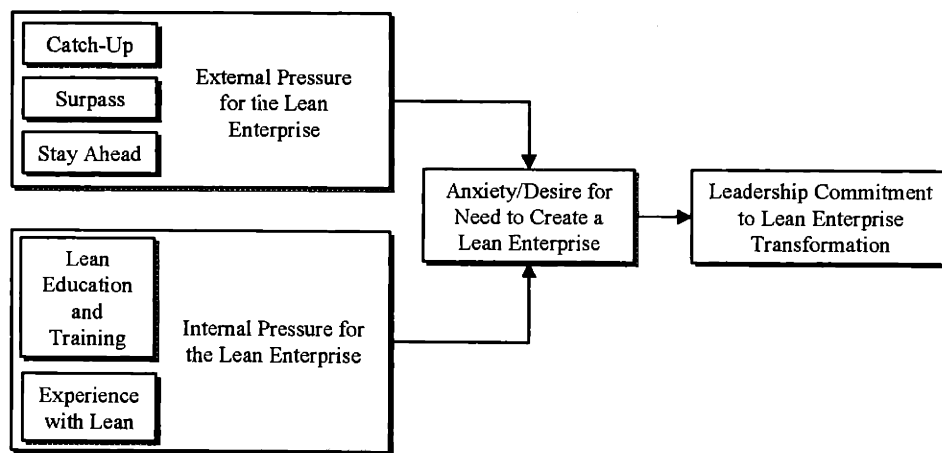 Catch-Up
Surpass
Stay Ahead
External Pressure
for the Lean
Enterprise
Lean
Education
and
Training
Experience
with Lean
Internal Pressure for
the Lean Enterprise
Anxiety/Desire for
Need to Create a
Lean Enterprise
Leadership Commitment
to Lean Enterprise
Transformation